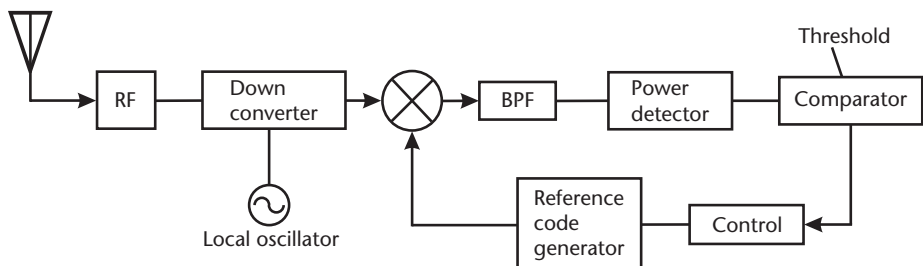 Threshold
RF
Down
converter
BPF
Power
detector
Comparator
Local oscillator
Reference
code
generator
Control